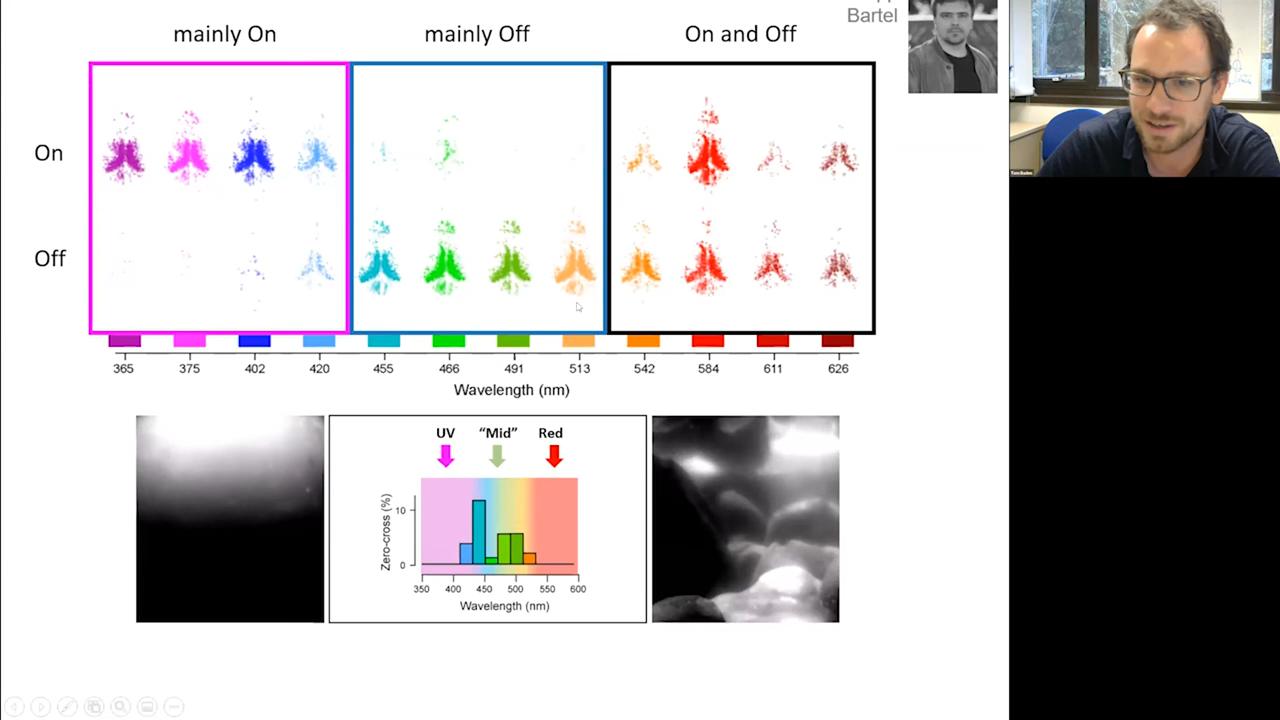 Bartel
mainly On
mainly Off
On and Off
On
Off
365 375 402 420 455 466 491 513 542 584 611 626
Wavelength (nm)
UV "Mid" Red
Zero-cross (%)
10
0
350 400 450 500 550 600
Wavelength (nm)
Tom Baden